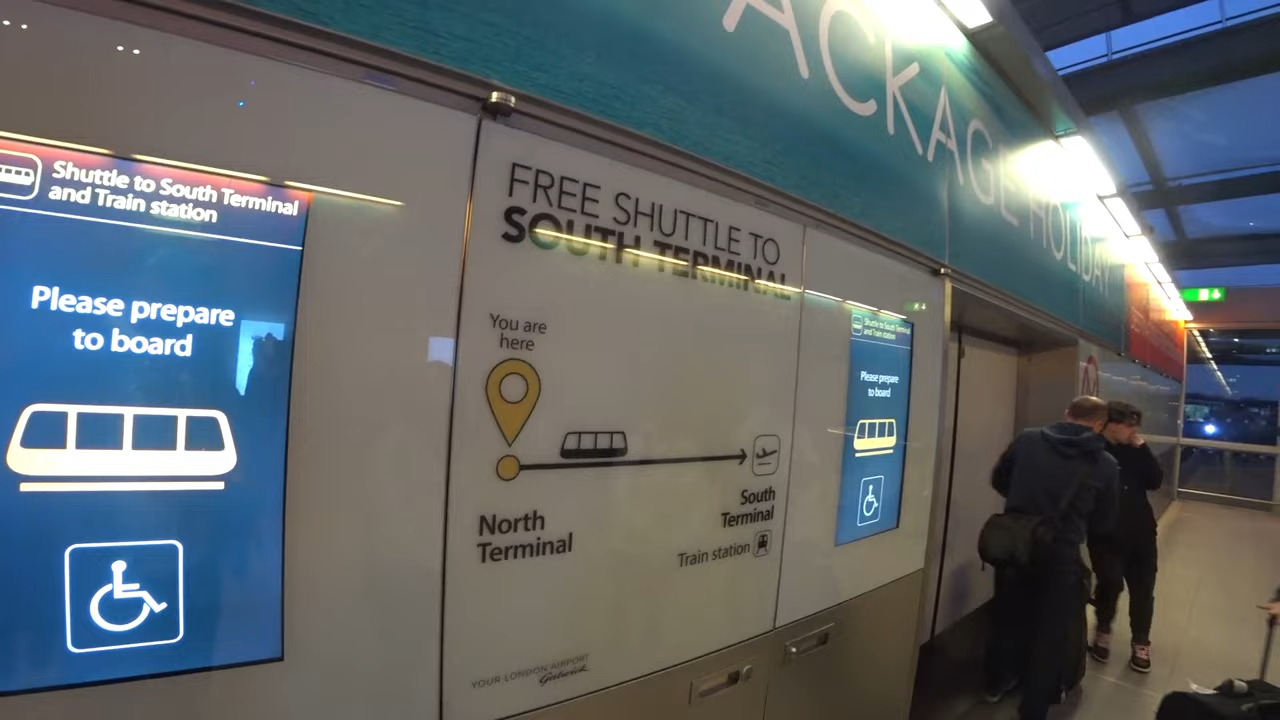 PACKAGE HOLIDAY
Shuttle to South Terminal
and Train station
Please prepare
to board
FREE SHUTTLE TO
SOUTH TERMINAL
You are
here
North
Terminal
South
Terminal
Train station
YOUR LONDON AIRPORT
Gatwick
Shuttle to South Terminal
and Train station
Please prepare
to board